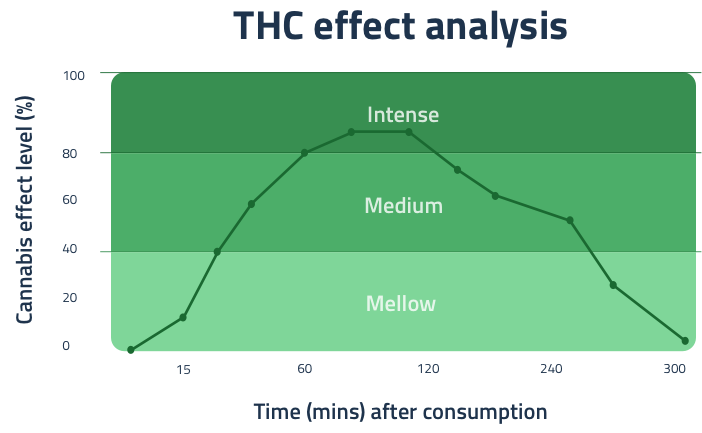 THC effect analysis
Cannabis effect level (%)
100
80
60
40
20
0
Intense
Medium
Mellow
15
60
120
240
300
Time (mins) after consumption